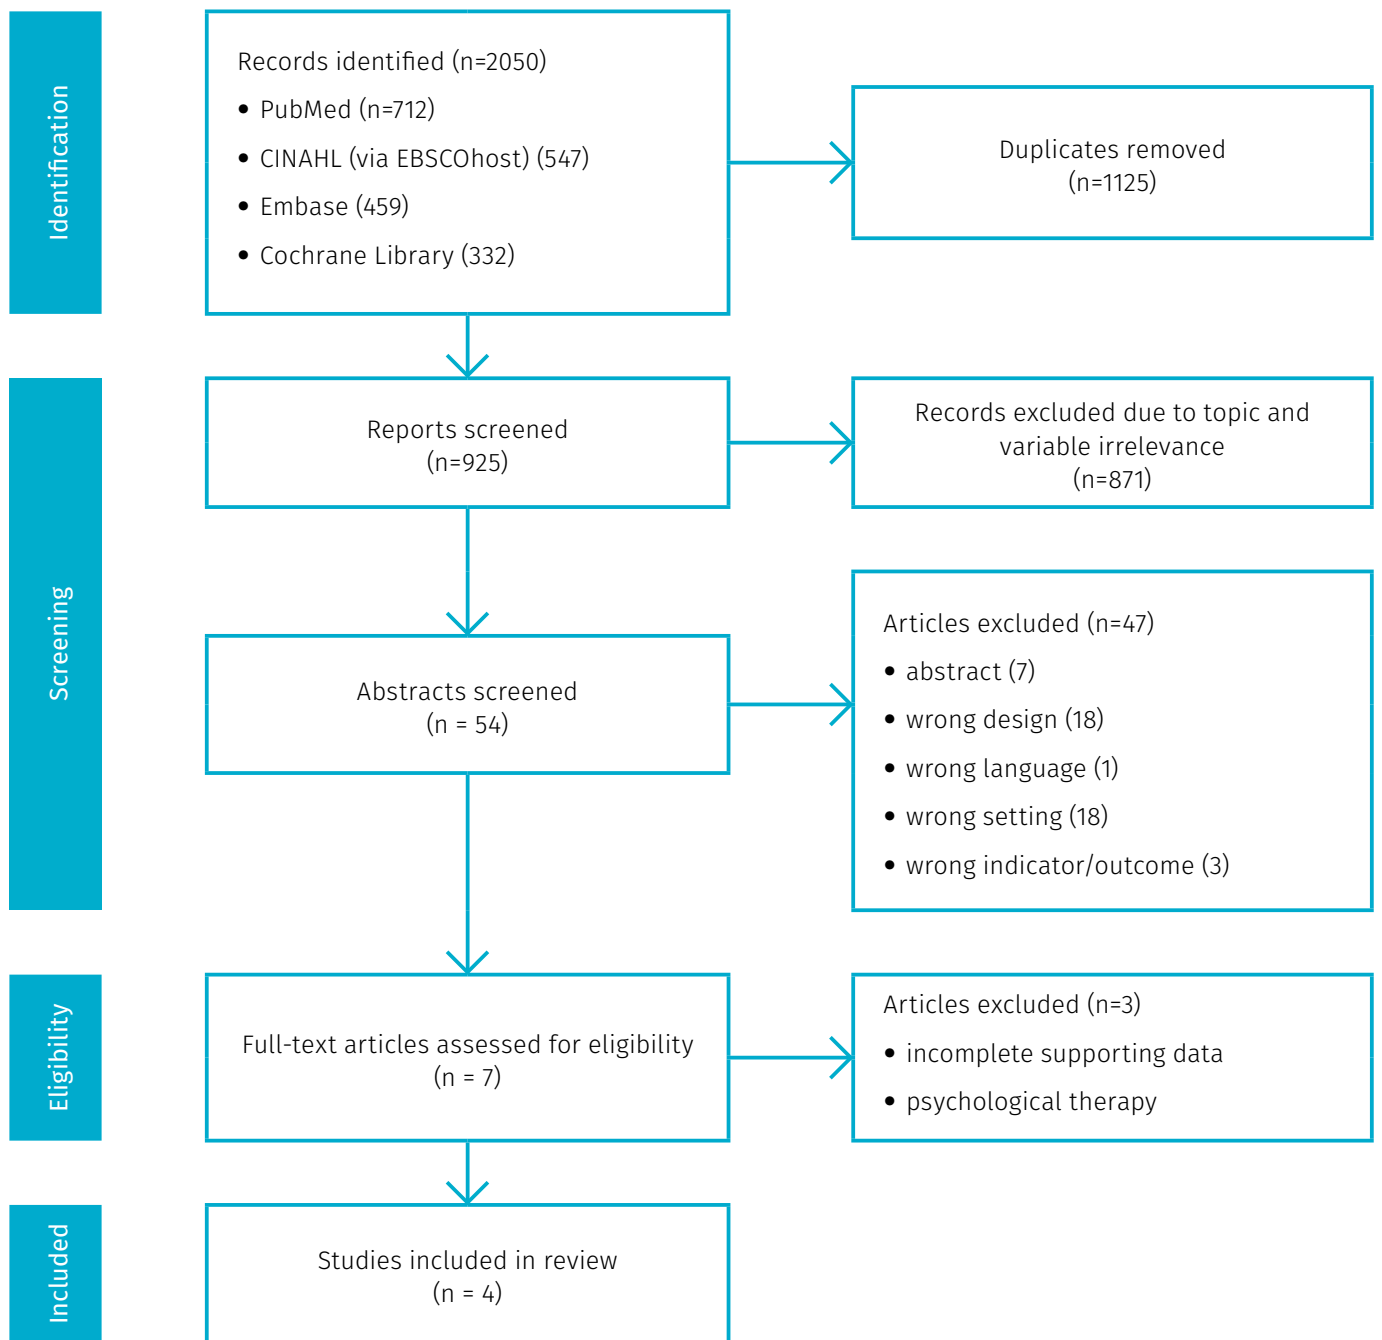 Identification
Records identified (n=2050)
• PubMed (n=712)
• CINAHL (via EBSCOhost) (547)
• Embase (459)
• Cochrane Library (332)
Duplicates removed
(n=1125)
Screening
Reports screened
(n=925)
Records excluded due to topic and
variable irrelevance
(n=871)
Abstracts screened
(n = 54)
Articles excluded (n=47)
• abstract (7)
• wrong design (18)
• wrong language (1)
• wrong setting (18)
• wrong indicator/outcome (3)
Eligibility
Full-text articles assessed for eligibility
(n = 7)
Articles excluded (n=3)
• incomplete supporting data
• psychological therapy
Included
Studies included in review
(n = 4)